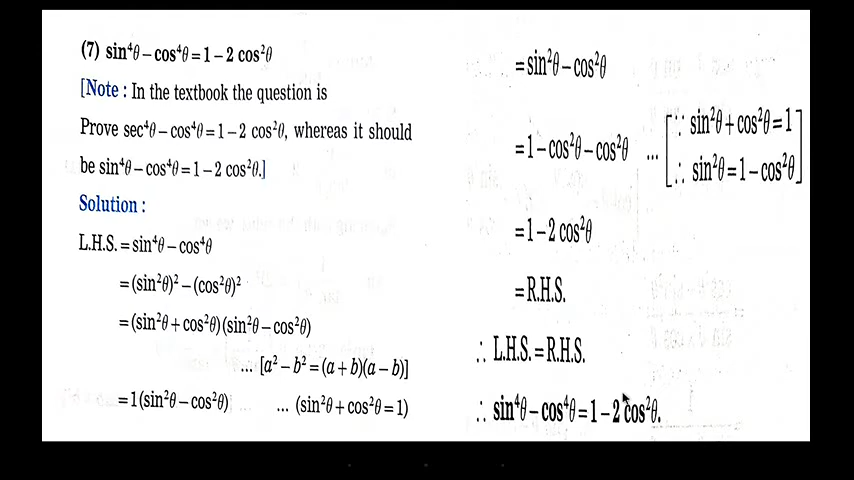 (7) sin⁴θ – cos⁴θ = 1 – 2 cos²θ
[Note : In the textbook the question is
Prove sec⁴θ – cos⁴θ = 1 – 2 cos²θ, whereas it should
be sin⁴θ – cos⁴θ = 1 – 2 cos²θ.]
Solution :
L.H.S. = sin⁴θ – cos⁴θ
= (sin²θ)² – (cos²θ)²
= (sin²θ + cos²θ) (sin²θ – cos²θ)
... [a² – b² = (a + b) (a – b)]
= 1 (sin²θ – cos²θ) ... (sin²θ + cos²θ = 1)
= sin²θ – cos²θ
= 1 – cos²θ – cos²θ ... [∵ sin²θ + cos²θ = 1
∴ sin²θ = 1 – cos²θ]
= 1 – 2 cos²θ
= R.H.S.
∴ L.H.S. = R.H.S.
∴ sin⁴θ – cos⁴θ = 1 – 2 cos²θ.